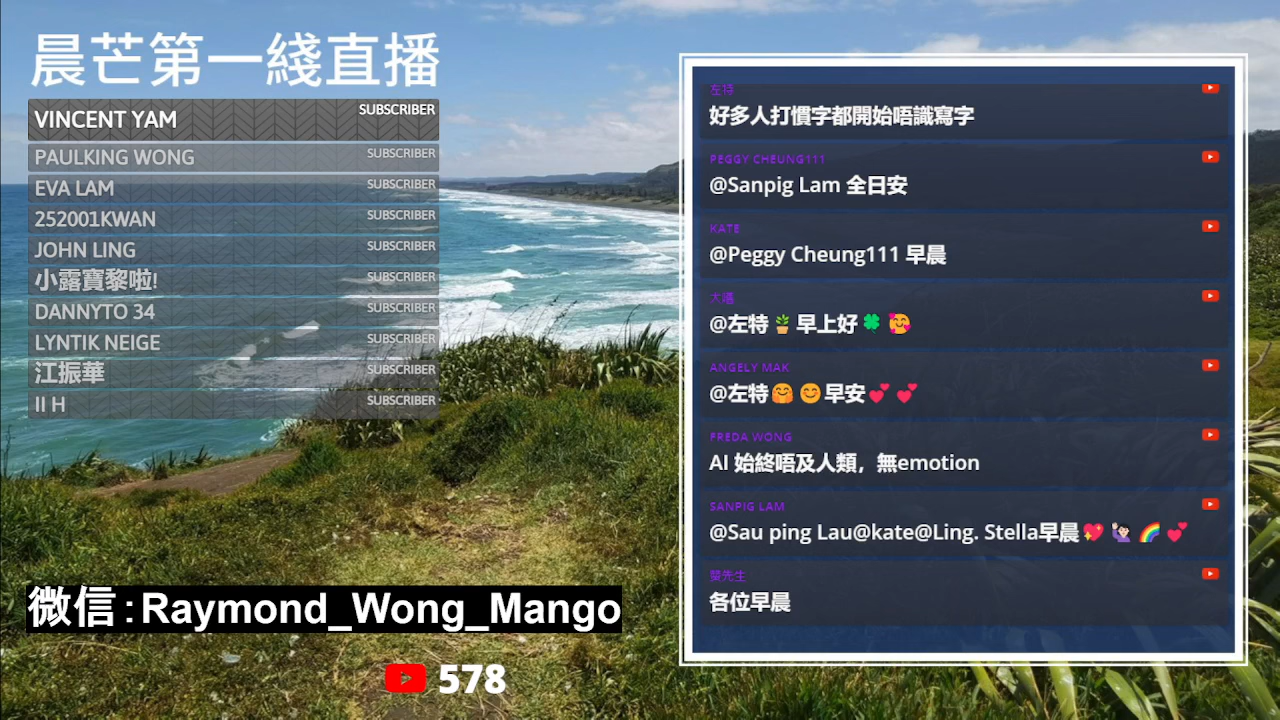 晨芒第一綫直播
VINCENT YAM SUBSCRIBER
PAULKING WONG SUBSCRIBER
EVA LAM SUBSCRIBER
252001KWAN SUBSCRIBER
JOHN LING SUBSCRIBER
小露寶黎啦! SUBSCRIBER
DANNYTO 34 SUBSCRIBER
LYNTIK NEIGE SUBSCRIBER
江振華 SUBSCRIBER
II H SUBSCRIBER
微信:Raymond_Wong_Mango
578
左特
好多人打慣字都開始唔識寫字
PEGGY CHEUNG111
@Sanpig Lam 全日安
KATE
@Peggy Cheung111 早晨
@左特🪴早上好🍀🥰
ANGELY MAK
@左特🤗😊早安💕💕
FREDA WONG
AI 始終唔及人類，無emotion
SANPIG LAM
@Sau ping Lau@kate@Ling. Stella早晨💖🙋🏻‍♀️🌈💕
各位早晨